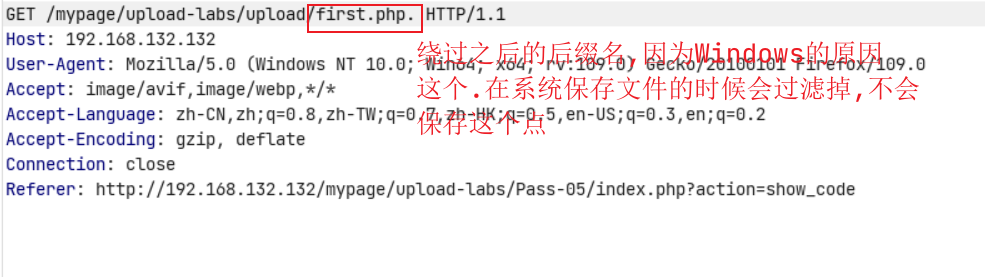 GET /mypage/upload-labs/upload/first.php. HTTP/1.1
Host: 192.168.132.132
绕过之后的后缀名,因为Windows的原因
User-Agent: Mozilla/5.0 (Windows NT 10.0; Win64; x64; rv:109.0) Gecko/20100101 Firefox/109.0
这个.在系统保存文件的时候会过滤掉,不会
Accept: image/avif,image/webp,*/*
Accept-Language: zh-CN,zh;q=0.8,zh-TW;q=0.7,zh-HK;q=0.5,en-US;q=0.3,en;q=0.2
保存这个点
Accept-Encoding: gzip, deflate
Connection: close
Referer: http://192.168.132.132/mypage/upload-labs/Pass-05/index.php?action=show_code